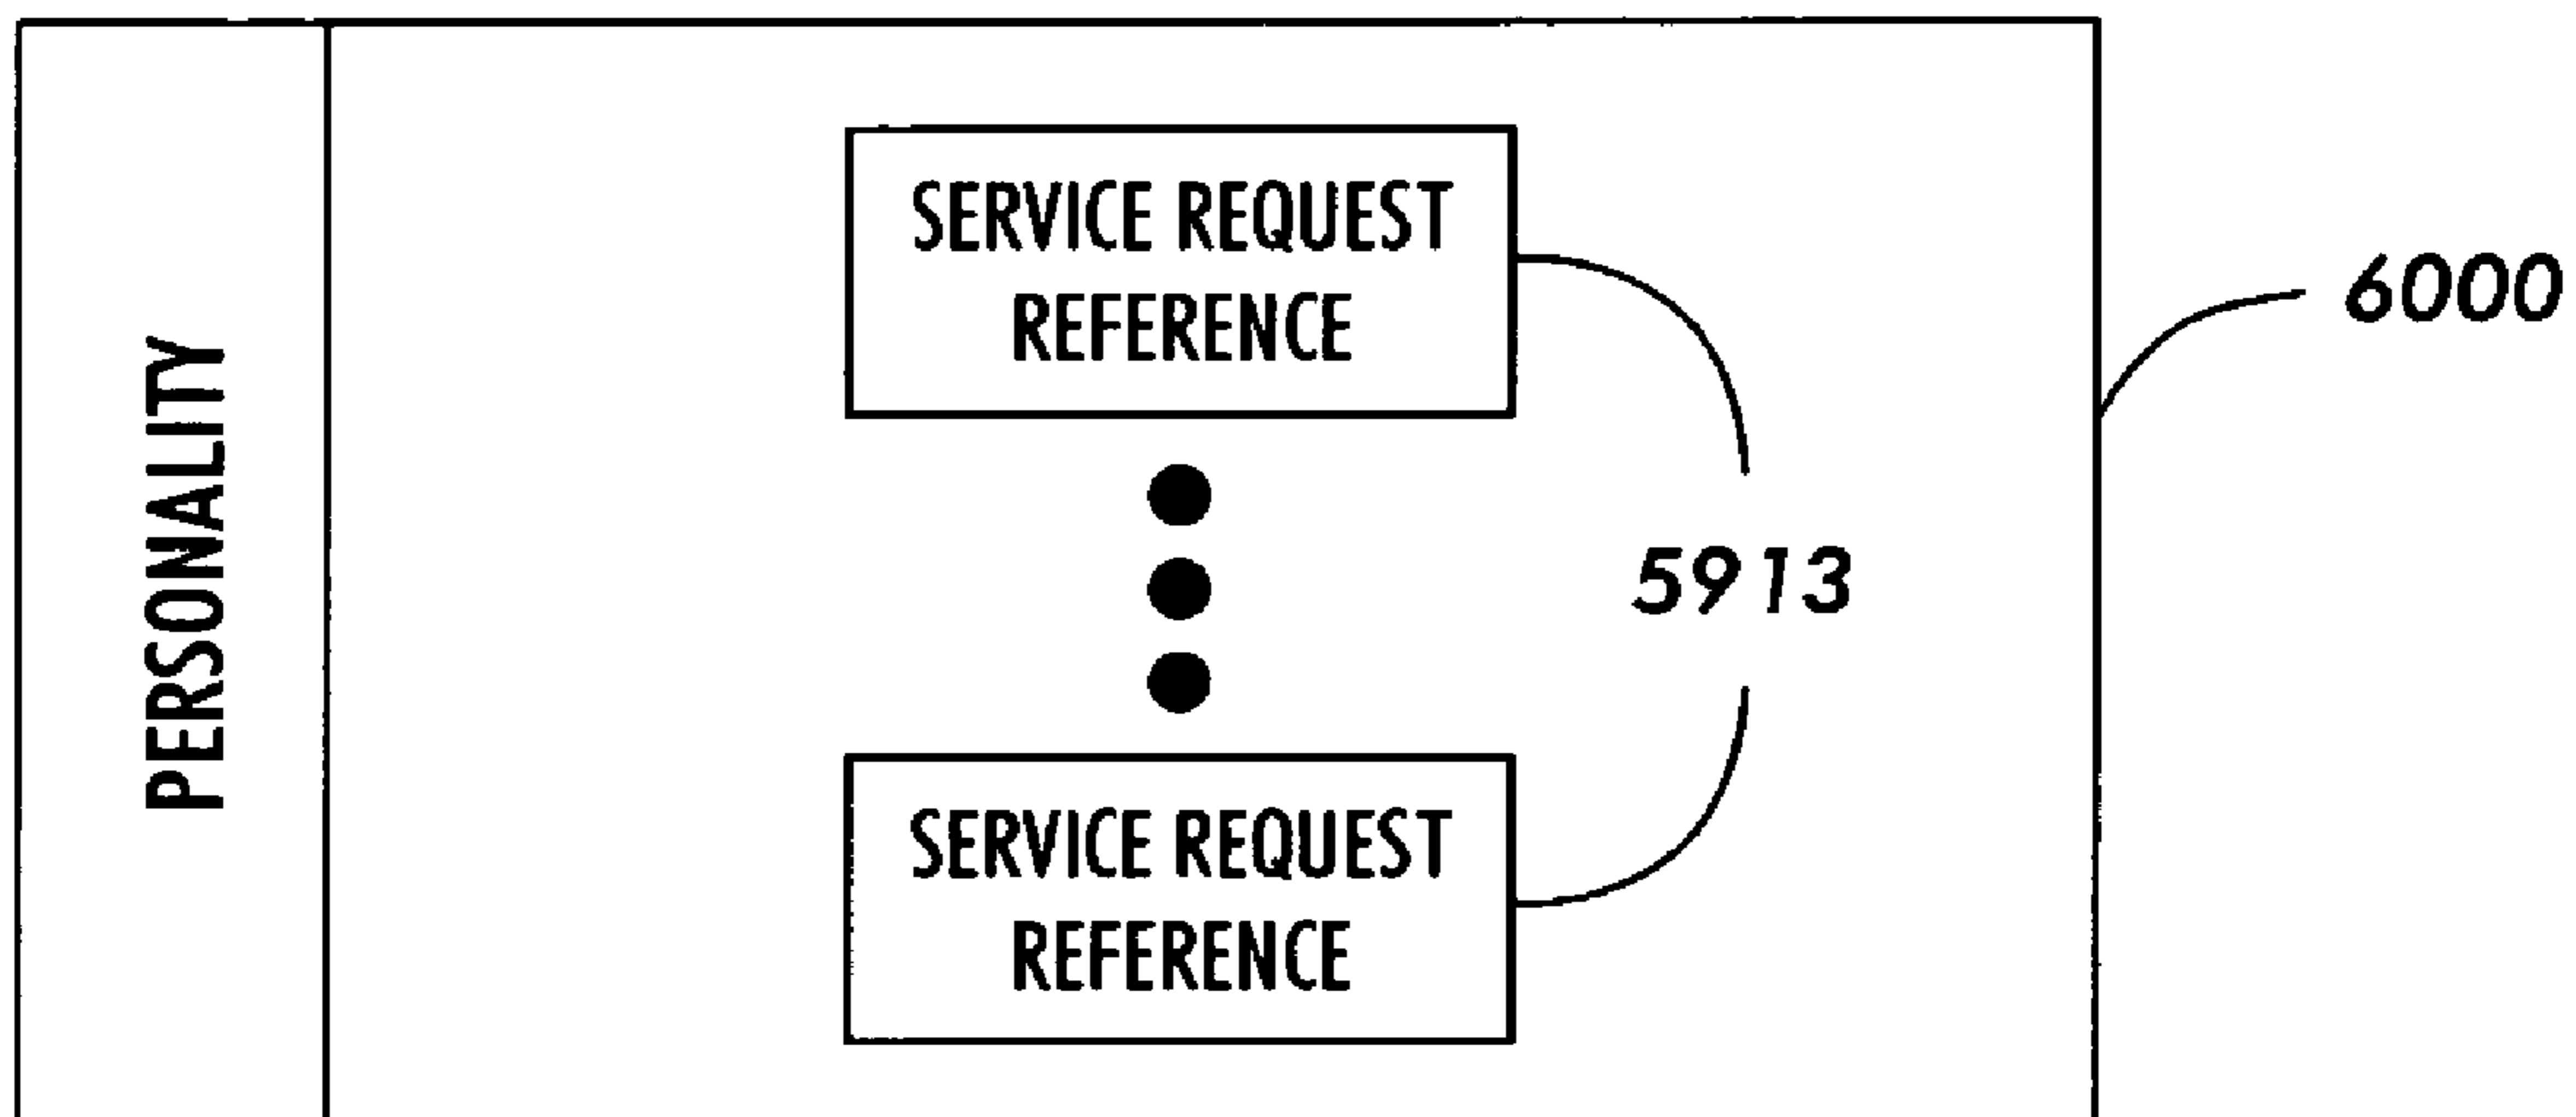 PERSONALITY
SERVICE REQUEST
REFERENCE
6000
5913
SERVICE REQUEST
REFERENCE